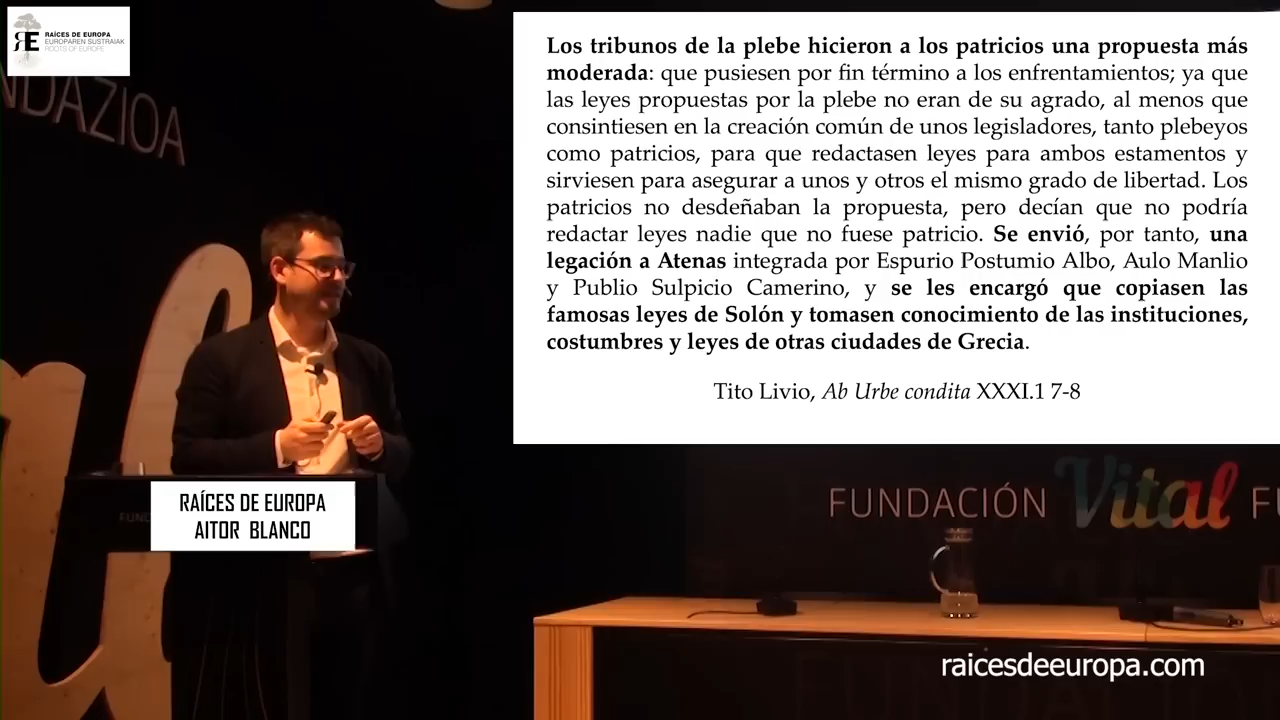 RAÍCES DE EUROPA
EUROPAREN SUSTRAIAK
ROOTS OF EUROPE
NDAZIOA
Los tribunos de la plebe hicieron a los patricios una propuesta más
moderada: que pusiesen por fin término a los enfrentamientos; ya que
las leyes propuestas por la plebe no eran de su agrado, al menos que
consintiesen en la creación común de unos legisladores, tanto plebeyos
como patricios, para que redactasen leyes para ambos estamentos y
sirviesen para asegurar a unos y otros el mismo grado de libertad. Los
patricios no desdeñaban la propuesta, pero decían que no podría
redactar leyes nadie que no fuese patricio. Se envió, por tanto, una
legación a Atenas integrada por Espurio Postumio Albo, Aulo Manlio
y Publio Sulpicio Camerino, y se les encargó que copiasen las
famosas leyes de Solón y tomasen conocimiento de las instituciones,
costumbres y leyes de otras ciudades de Grecia.
Tito Livio, Ab Urbe condita XXXI.1 7-8
RAÍCES DE EUROPA
AITOR BLANCO
FUNDACIÓN Vital FU
raicesdeeuropa.com